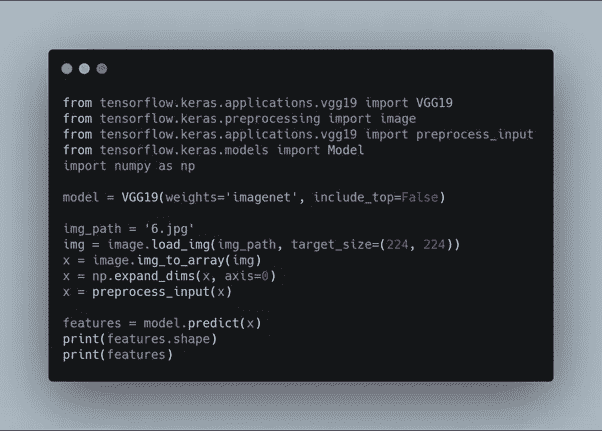 from tensorflow.keras.applications.vgg19 import VGG19
from tensorflow.keras.preprocessing import image
from tensorflow.keras.applications.vgg19 import preprocess_input
from tensorflow.keras.models import Model
import numpy as np

model = VGG19(weights='imagenet', include_top=False)

img_path = '6.jpg'
img = image.load_img(img_path, target_size=(224, 224))
x = image.img_to_array(img)
x = np.expand_dims(x, axis=0)
x = preprocess_input(x)

features = model.predict(x)
print(features.shape)
print(features)